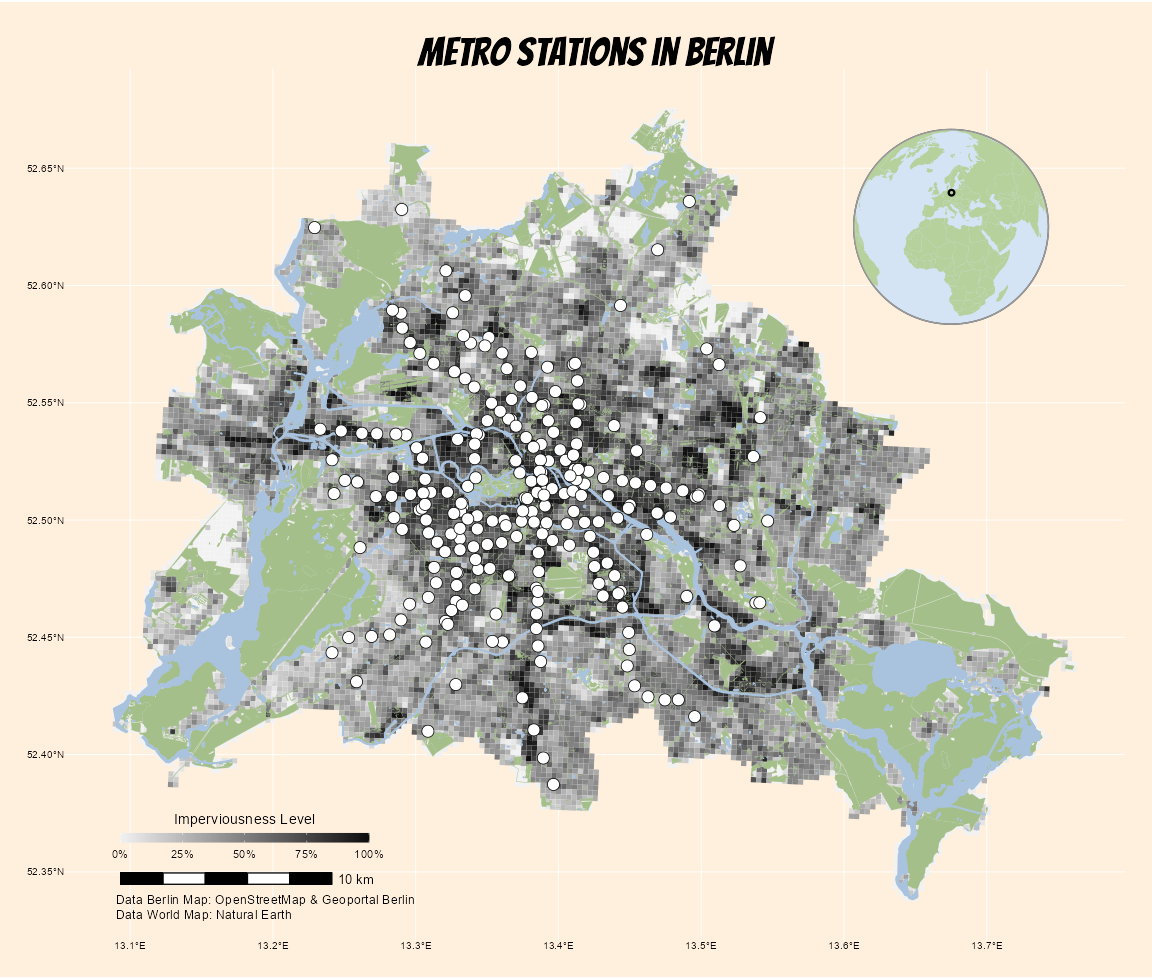 METRO STATIONS IN BERLIN
52.65°N
52.60°N
52.55°N
52.50°N
52.45°N
52.40°N
52.35°N
Imperviousness Level
0% 25% 50% 75% 100%
10 km
Data Berlin Map: OpenStreetMap & Geoportal Berlin
Data World Map: Natural Earth
13.1°E 13.2°E 13.3°E 13.4°E 13.5°E 13.6°E 13.7°E